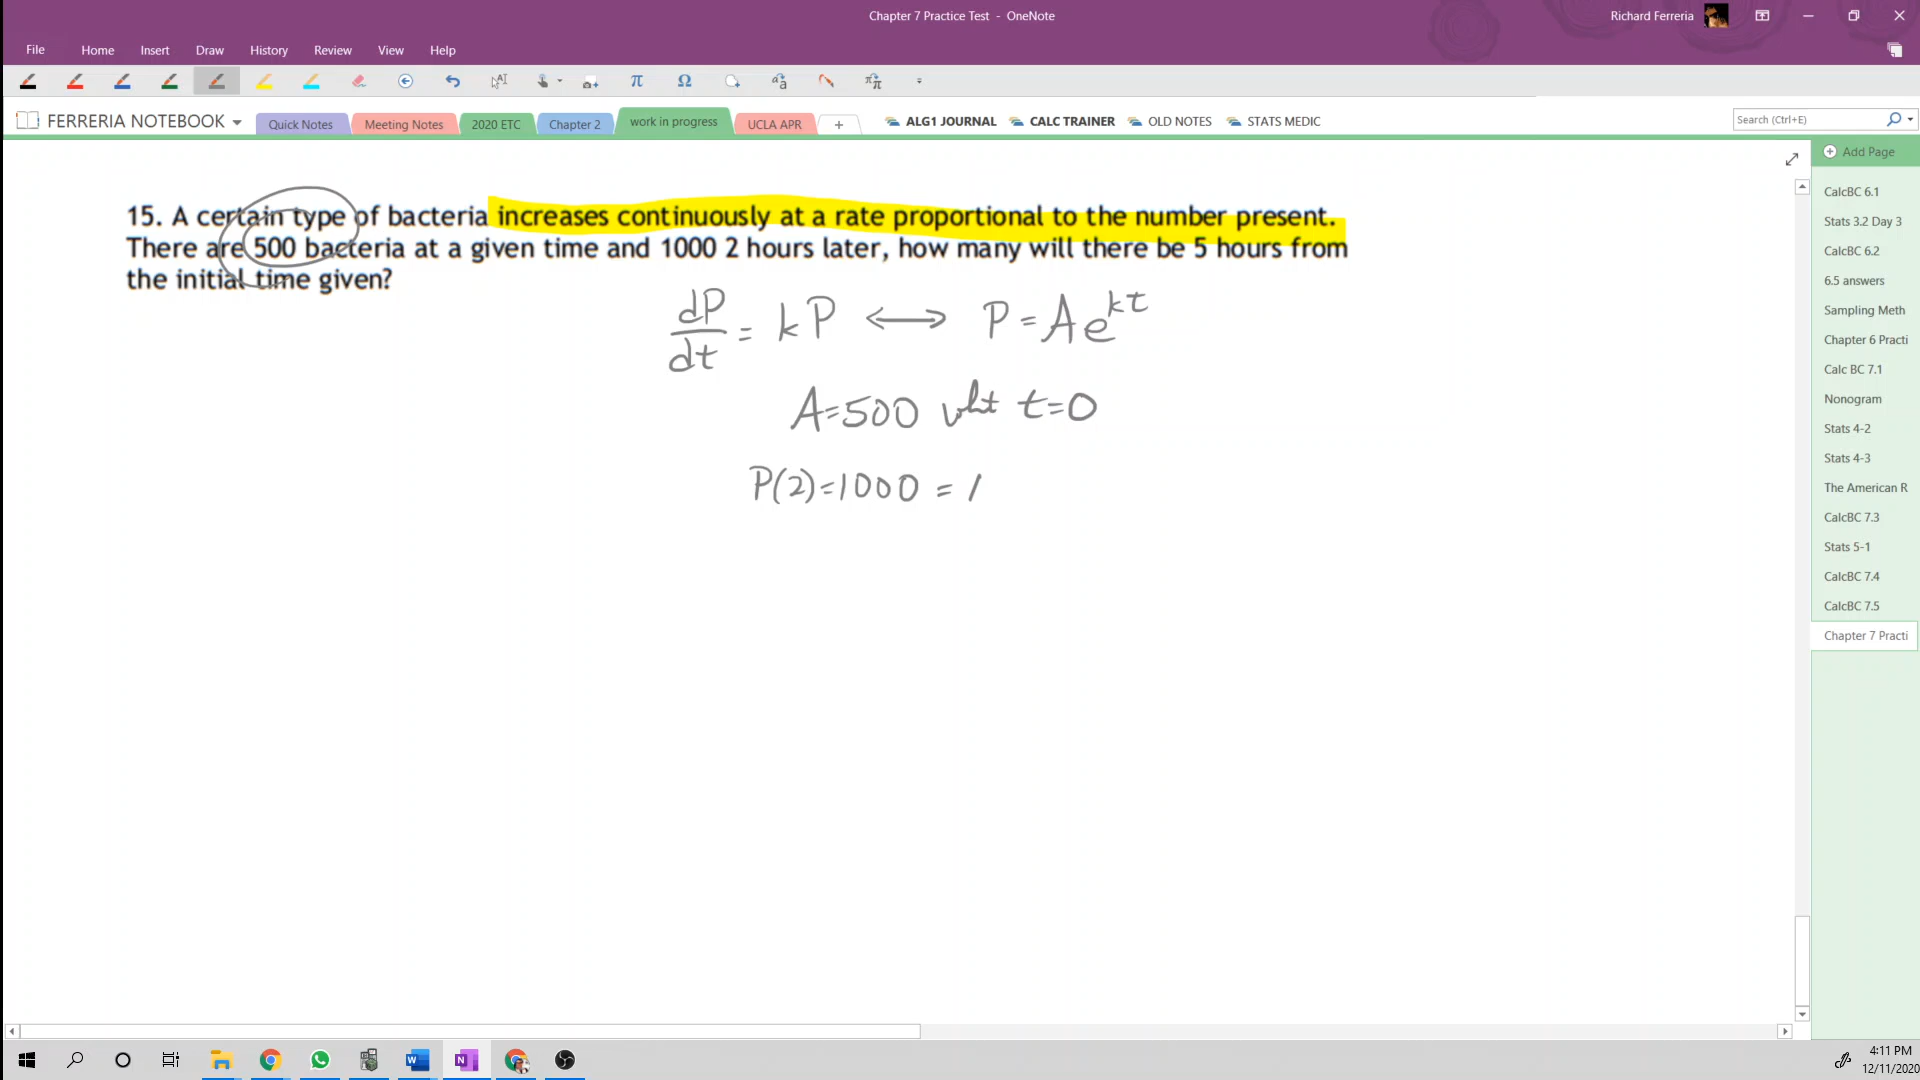 Chapter 7 Practice Test - OneNote
Richard Ferreria
File Home Insert Draw History Review View Help
FERRERIA NOTEBOOK
Quick Notes Meeting Notes 2020 ETC Chapter 2 work in progress UCLA APR +
ALG1 JOURNAL CALC TRAINER OLD NOTES STATS MEDIC
Search (Ctrl+E)
15. A certain type of bacteria increases continuously at a rate proportional to the number present.
There are 500 bacteria at a given time and 1000 2 hours later, how many will there be 5 hours from
the initial time given?
dP/dt = kP ⟷ P = Ae^kt
A=500 t=0
P(2)=1000 =
Add Page
CalcBC 6.1
Stats 3.2 Day 3
CalcBC 6.2
6.5 answers
Sampling Meth
Chapter 6 Practi
Calc BC 7.1
Nonogram
Stats 4-2
Stats 4-3
The American R
CalcBC 7.3
Stats 5-1
CalcBC 7.4
CalcBC 7.5
Chapter 7 Practi
4:11 PM
12/11/2020